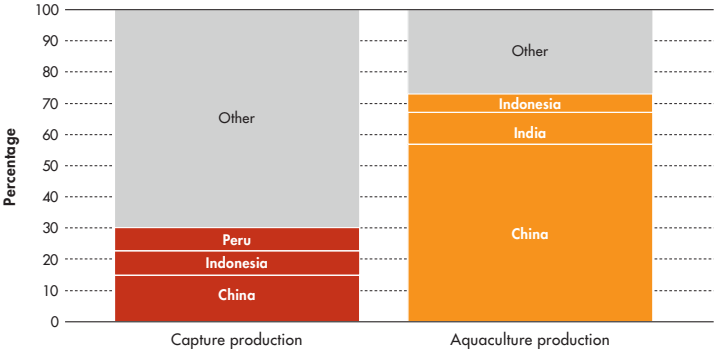 Percentage
100
90
80
70
60
50
40
30
20
10
0
Other
Peru
Indonesia
China
Other
Indonesia
India
China
Capture production
Aquaculture production